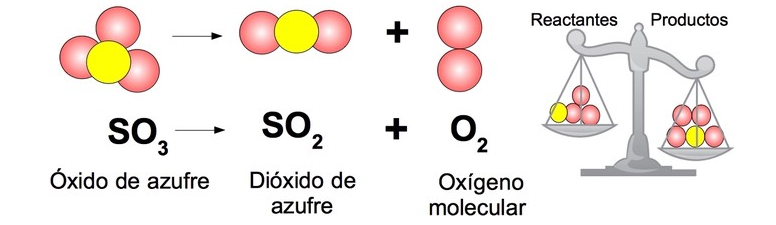 Reactantes Productos
+
SO₃ → SO₂ + O₂
Óxido de azufre
Dióxido de
azufre
Oxígeno
molecular